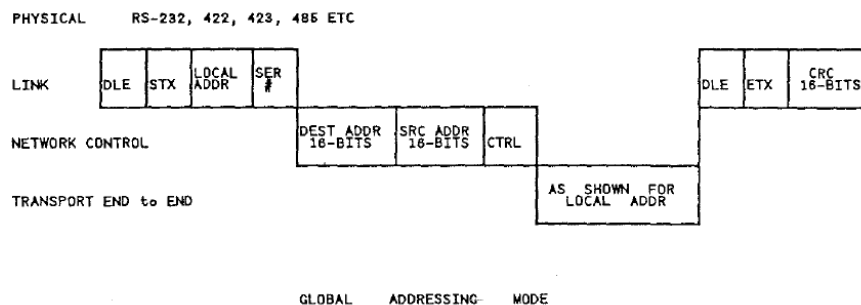 PHYSICAL RS-232, 422, 423, 485 ETC
LINK
DLE
STX
LOCAL
ADDR
SER
#
DLE
ETX
CRC
16-BITS
NETWORK CONTROL
DEST ADDR
16-BITS
SRC ADDR
16-BITS
CTRL
TRANSPORT END to END
AS SHOWN FOR
LOCAL ADDR
GLOBAL ADDRESSING MODE